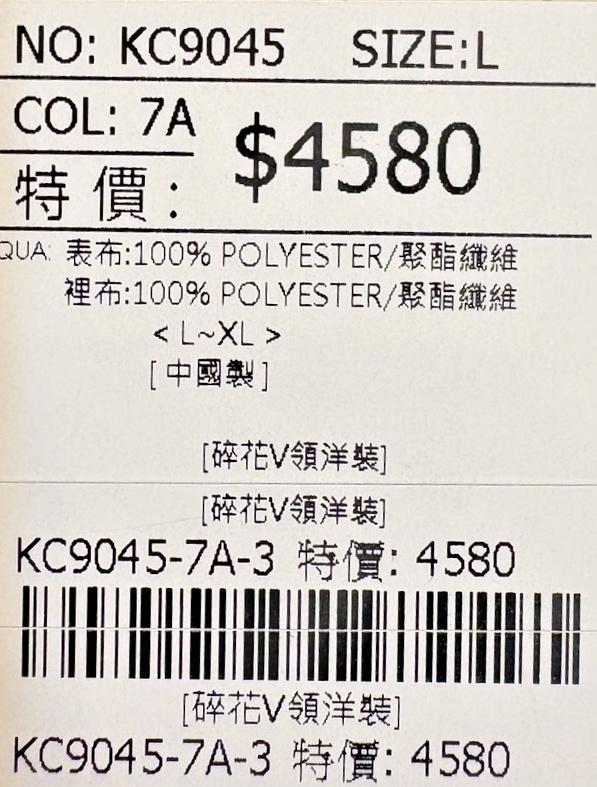 NO: KC9045 SIZE:L
COL: 7A
$4580
特價:
QUA: 表布:100% POLYESTER/聚酯纖維
裡布:100% POLYESTER/聚酯纖維
< L~XL >
[ 中國製 ]
[碎花V領洋裝]
[碎花V領洋裝]
KC9045-7A-3 特價: 4580
[碎花V領洋裝]
KC9045-7A-3 特價: 4580